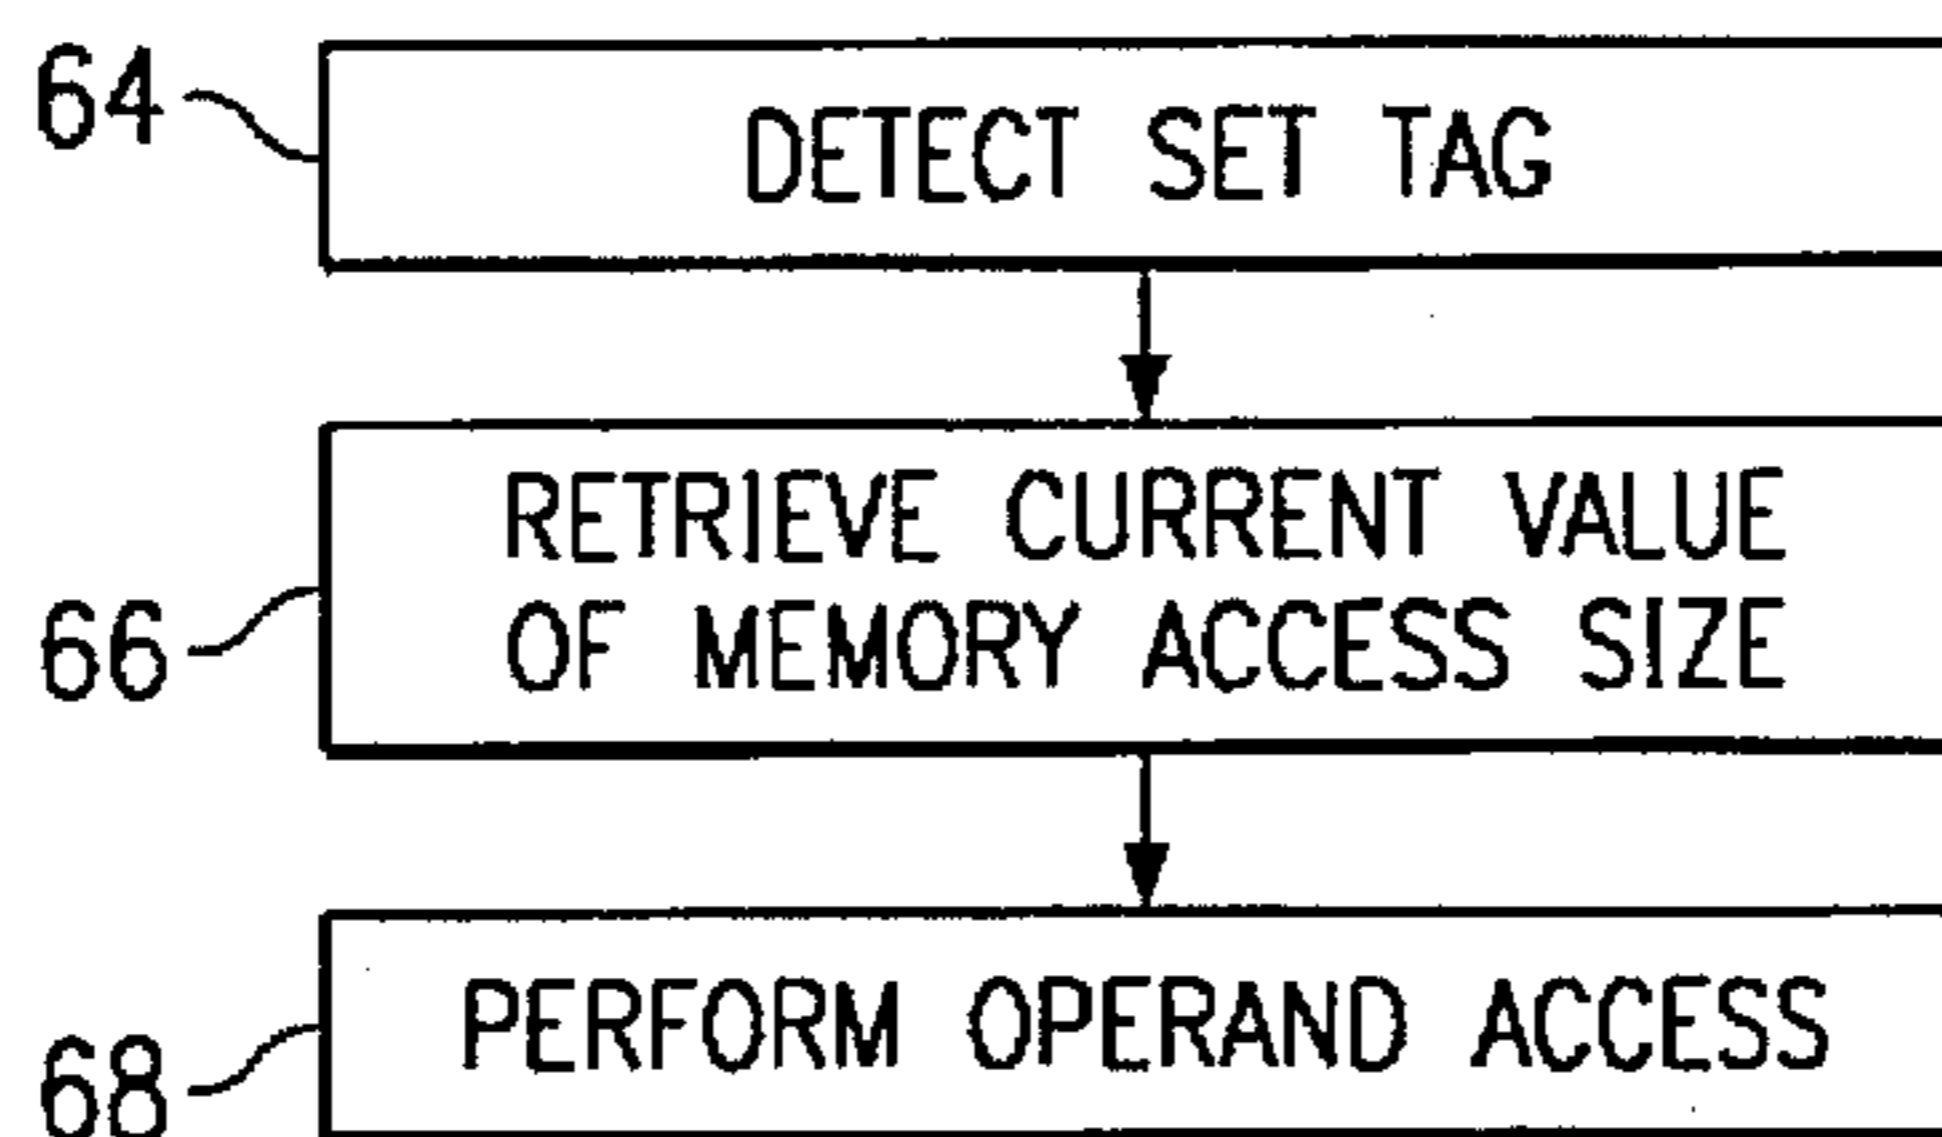 64
DETECT SET TAG
66
RETRIEVE CURRENT VALUE
OF MEMORY ACCESS SIZE
68
PERFORM OPERAND ACCESS